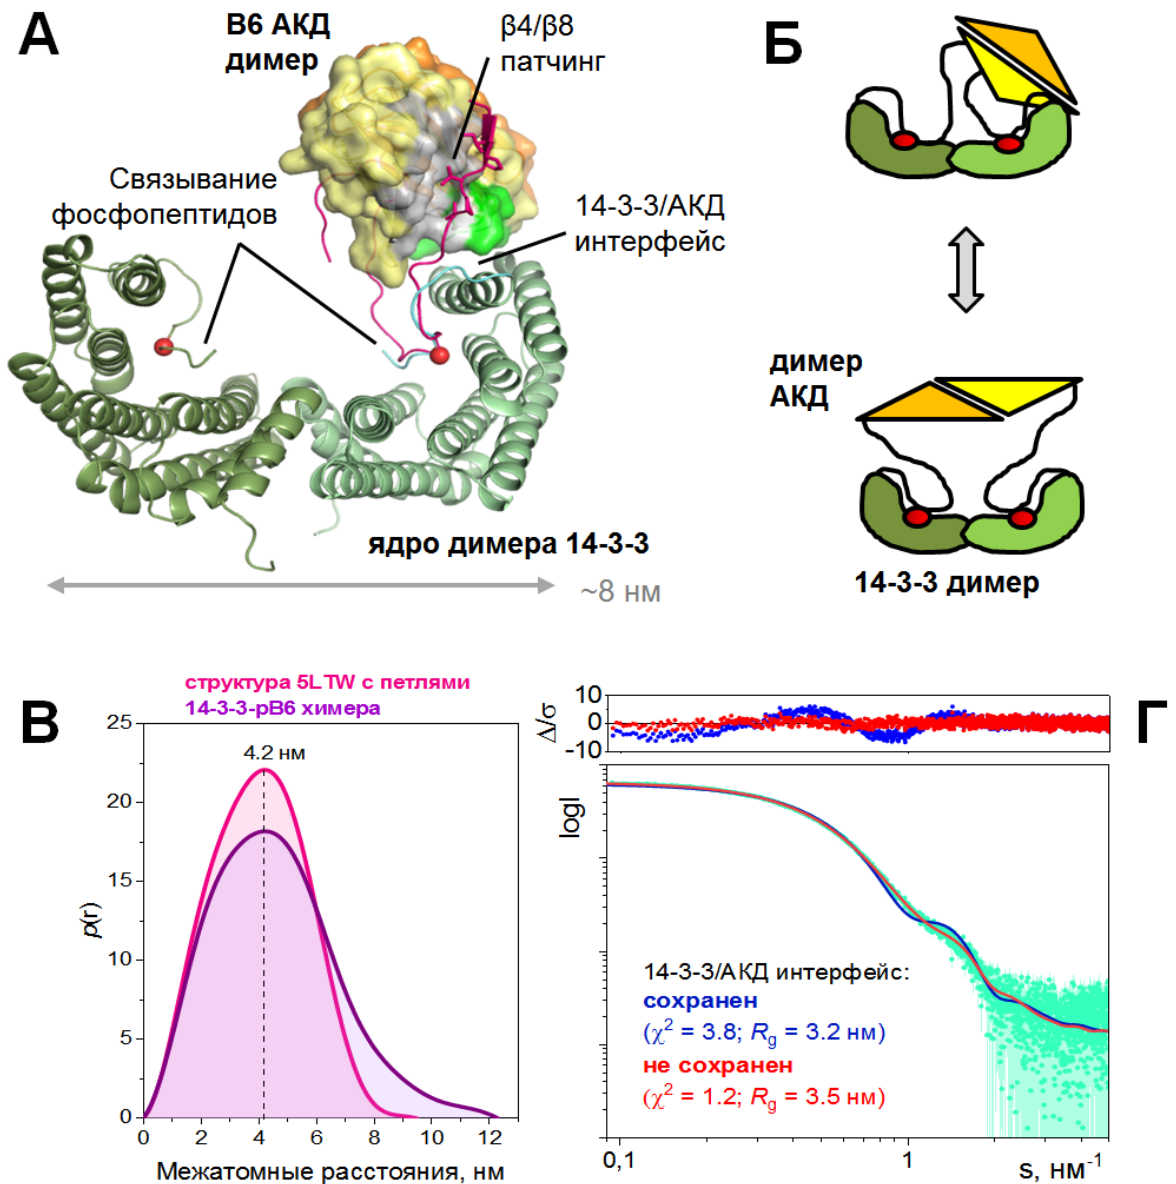 А
В6 АКД
димер
β4/β8
патчинг
Связывание
фосфопептидов
14-3-3/АКД
интерфейс
ядро димера 14-3-3
~8 нм
Б
димер
АКД
14-3-3 димер
В
структура 5LTW с петлями
14-3-3-рВ6 химера
4.2 нм
p(r)
25
20
15
10
5
0
0 2 4 6 8 10 12
Межатомные расстояния, нм
Г
Δ/σ
10
0
−10
logI
14-3-3/АКД интерфейс:
сохранен
(χ² = 3.8; Rg = 3.2 нм)
не сохранен
(χ² = 1.2; Rg = 3.5 нм)
0,1 1
s, нм⁻¹